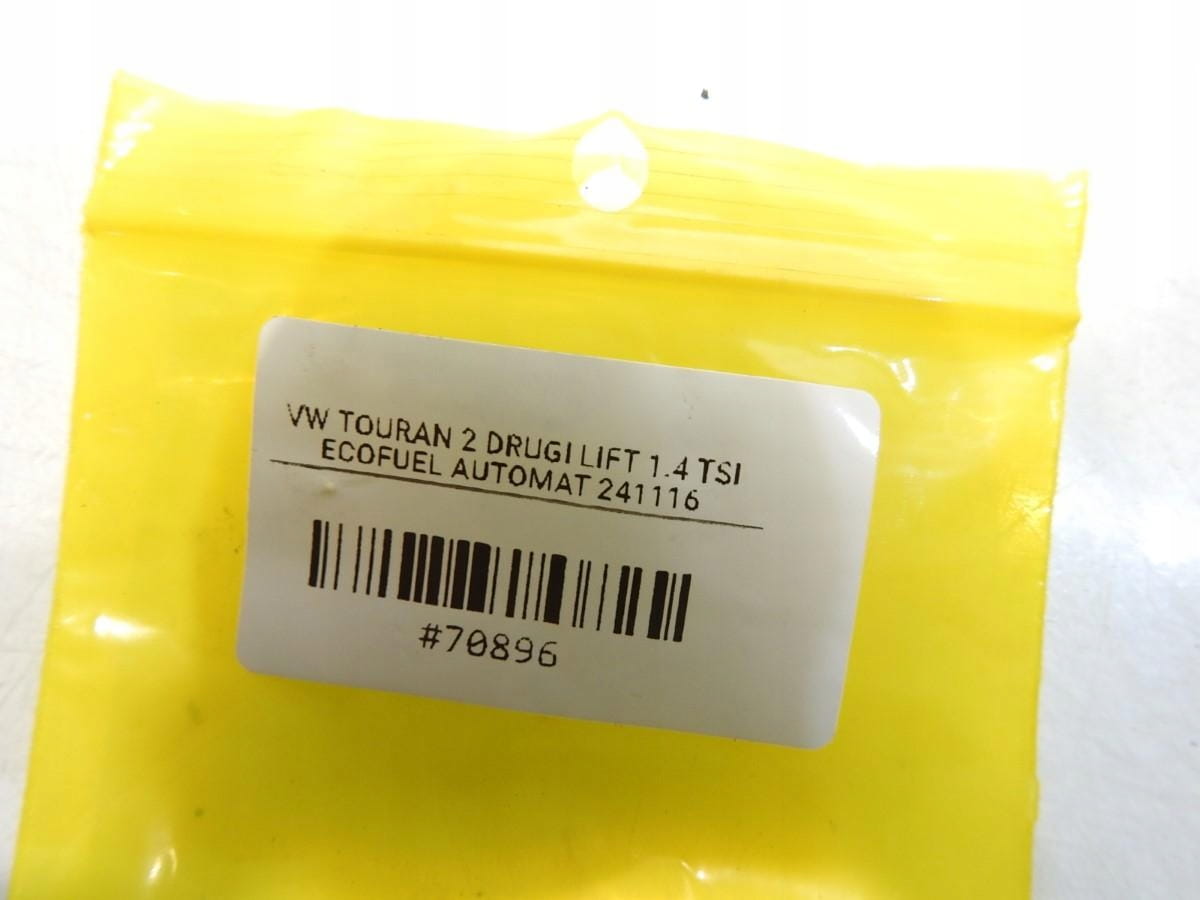 VW TOURAN 2 DRUGI LIFT 1.4 TSI
ECOFUEL AUTOMAT 241116
#70896